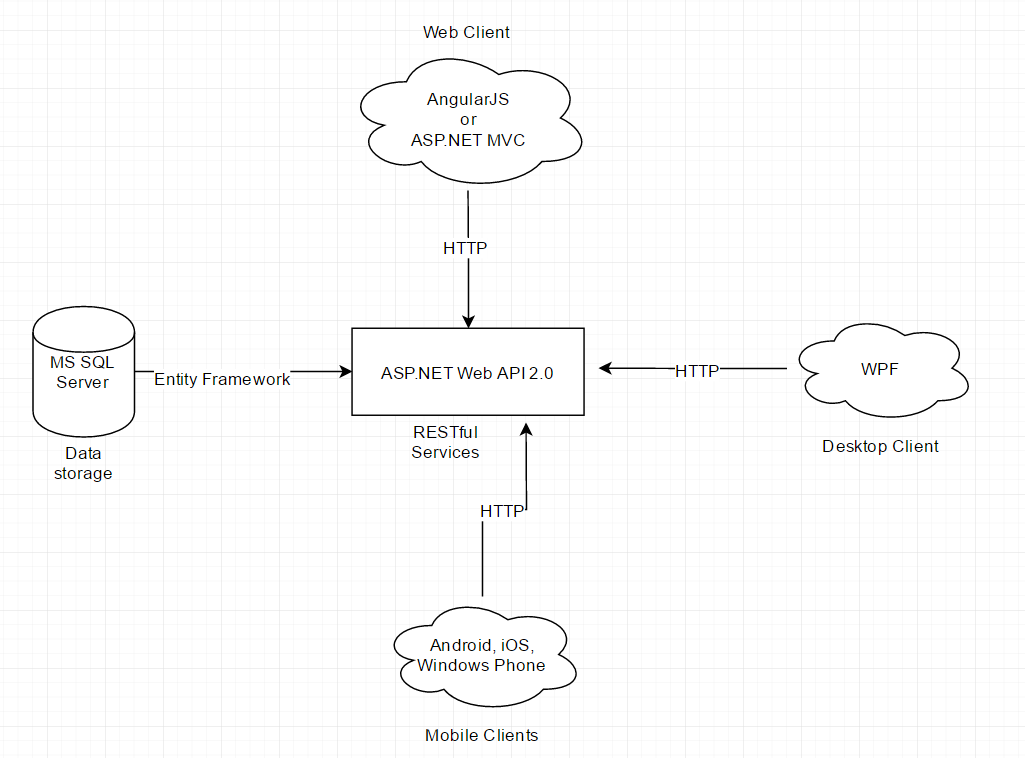 Web Client
AngularJS
or
ASP.NET MVC
HTTP
MS SQL
Server
Entity Framework
ASP.NET Web API 2.0
HTTP
WPF
RESTful
Services
Desktop Client
Data
storage
HTTP
Android, iOS,
Windows Phone
Mobile Clients